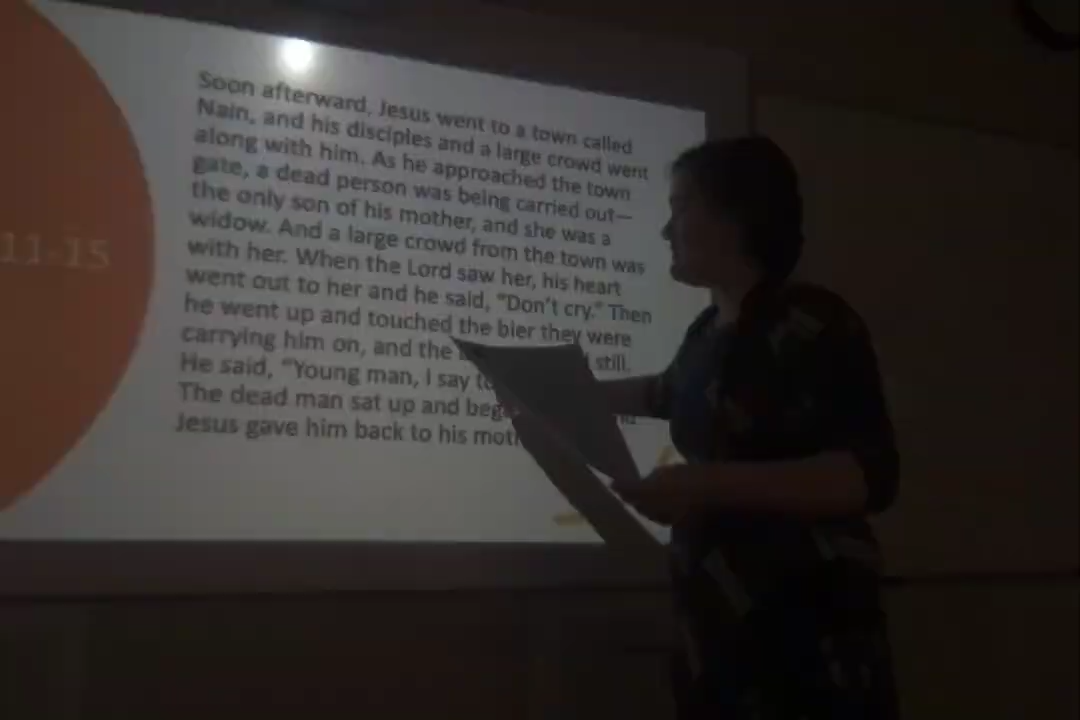 11-15
Soon afterward, Jesus went to a town called
Nain, and his disciples and a large crowd went
along with him. As he approached the town
gate, a dead person was being carried out—
the only son of his mother, and she was a
widow. And a large crowd from the town was
with her. When the Lord saw her, his heart
went out to her and he said, “Don’t cry.” Then
he went up and touched the bier they were
carrying him on, and the still.
He said, “Young man, I say
The dead man sat up and
Jesus gave him back to his